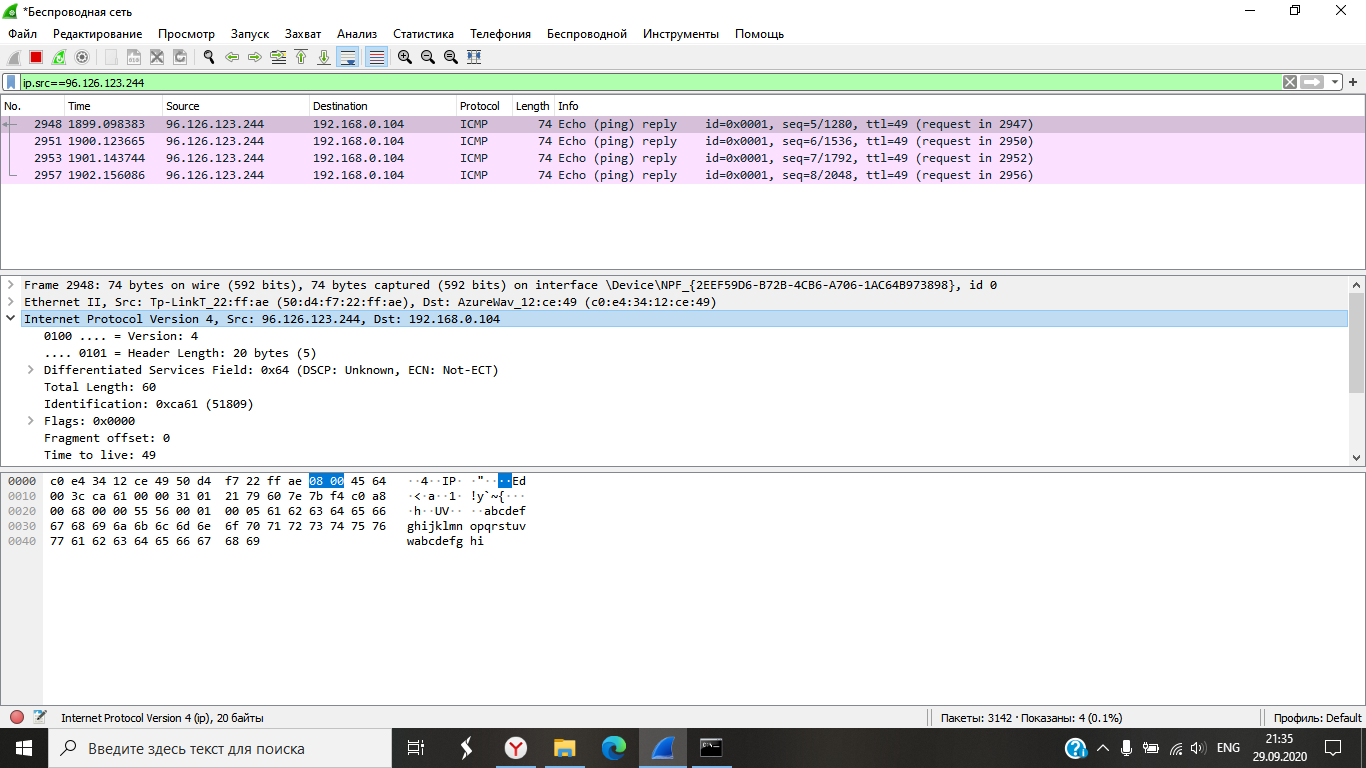 *Беспроводная сеть
Файл Редактирование Просмотр Запуск Захват Анализ Статистика Телефония Беспроводной Инструменты Помощь
ip.src==96.126.123.244
No. Time Source Destination Protocol Length Info
2948 1899.098383 96.126.123.244 192.168.0.104 ICMP 74 Echo (ping) reply id=0x0001, seq=5/1280, ttl=49 (request in 2947)
2951 1900.123665 96.126.123.244 192.168.0.104 ICMP 74 Echo (ping) reply id=0x0001, seq=6/1536, ttl=49 (request in 2950)
2953 1901.143744 96.126.123.244 192.168.0.104 ICMP 74 Echo (ping) reply id=0x0001, seq=7/1792, ttl=49 (request in 2952)
2957 1902.156086 96.126.123.244 192.168.0.104 ICMP 74 Echo (ping) reply id=0x0001, seq=8/2048, ttl=49 (request in 2956)
Frame 2948: 74 bytes on wire (592 bits), 74 bytes captured (592 bits) on interface \Device\NPF_{2EEF59D6-B72B-4CB6-A706-1AC64B973898}, id 0
Ethernet II, Src: Tp-LinkT_22:ff:ae (50:d4:f7:22:ff:ae), Dst: AzureWav_12:ce:49 (c0:e4:34:12:ce:49)
Internet Protocol Version 4, Src: 96.126.123.244, Dst: 192.168.0.104
0100 .... = Version: 4
.... 0101 = Header Length: 20 bytes (5)
Differentiated Services Field: 0x64 (DSCP: Unknown, ECN: Not-ECT)
Total Length: 60
Identification: 0xca61 (51809)
Flags: 0x0000
Fragment offset: 0
Time to live: 49
0000 c0 e4 34 12 ce 49 50 d4 f7 22 ff ae 08 00 45 64 ··4··IP· ·"····Ed
0010 00 3c ca 61 00 00 31 01 21 79 60 7e 7b f4 c0 a8 ·<·a··1· !y`~{···
0020 00 68 00 00 55 56 00 01 00 05 61 62 63 64 65 66 ·h··UV·· ··abcdef
0030 67 68 69 6a 6b 6c 6d 6e 6f 70 71 72 73 74 75 76 ghijklmn opqrstuv
0040 77 61 62 63 64 65 66 67 68 69 wabcdefg hi
Internet Protocol Version 4 (ip), 20 байты Пакеты: 3142 · Показаны: 4 (0.1%) Профиль: Default
Введите здесь текст для поиска
ENG
21:35
29.09.2020